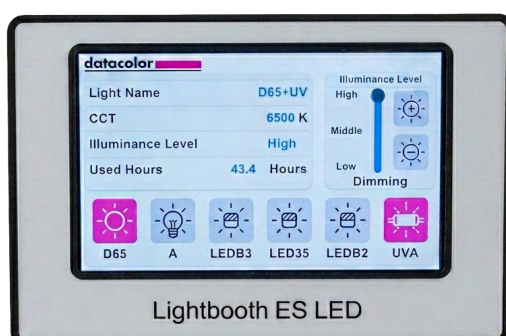 datacolor
Light Name D65+UV
CCT 6500 K
Illuminance Level High
Used Hours 43.4 Hours
Illuminance Level
High
Middle
Low
Dimming
D65 A LEDB3 LED35 LEDB2 UVA
Lightbooth ES LED